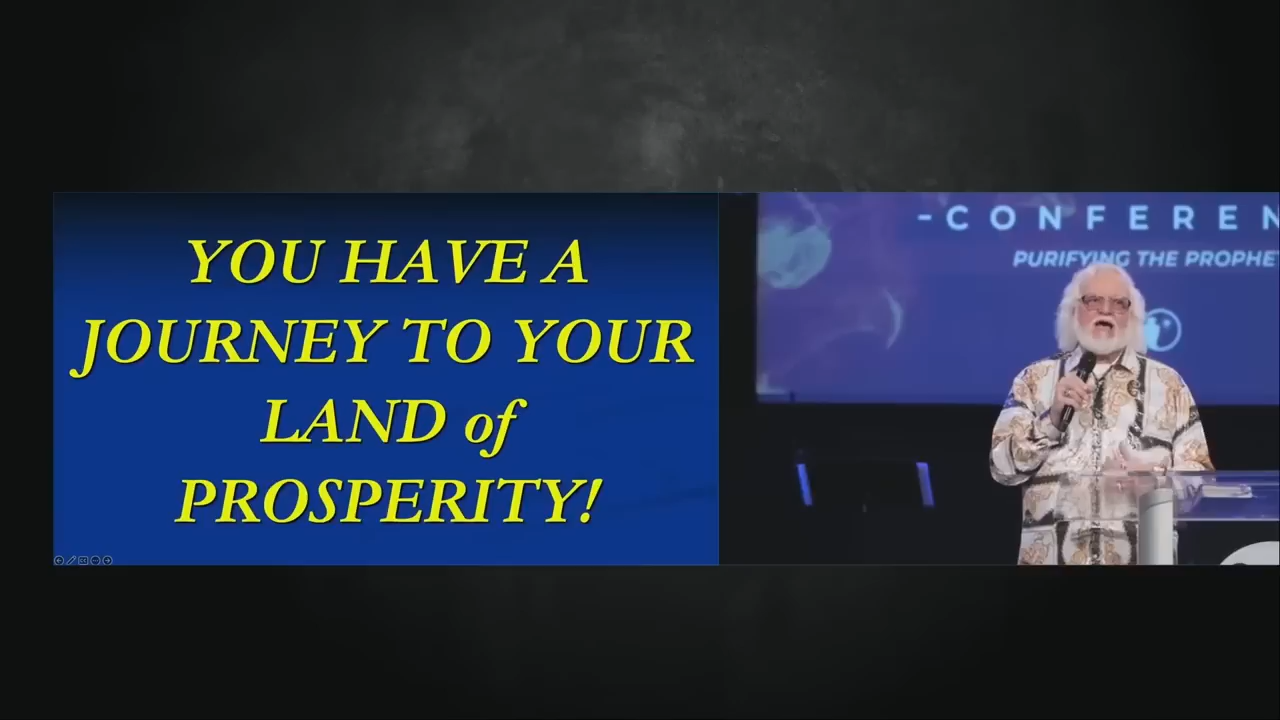 YOU HAVE A
JOURNEY TO YOUR
LAND of
PROSPERITY!
-CONFEREN
PURIFYING THE PROPHE